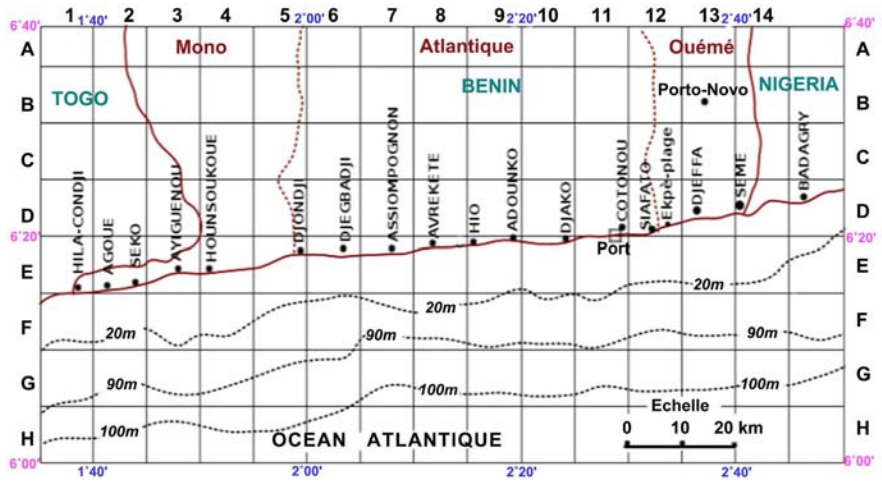 1 1°40' 2 3 4 5 2°00' 6 7 8 9 2°20' 10 11 12 13 2°40' 14
6°40' 6°40'
A Mono Atlantique Ouémé A
B TOGO BENIN Porto-Novo NIGERIA B
C C
HILA-CONDJI
AGOUE
SEKO
AYIGUENOU
HOUNSOUKOUE
DJONDJI
DJEGBADJI
ASSIOMPOGNON
AVREKETE
HIO
ADOUNKO
DJAKO
COTONOU
SIAFATO
Ekpè-plage
DJEFFA
SEME
BADAGRY
D D
6°20' 6°20'
Port
E E
20m
F 20m F
20m 90m 90m
G G
90m 100m 100m
Echelle
H 100m H
OCEAN ATLANTIQUE
0 10 20 km
6°00' 6°00'
1°40' 2°00' 2°20' 2°40'